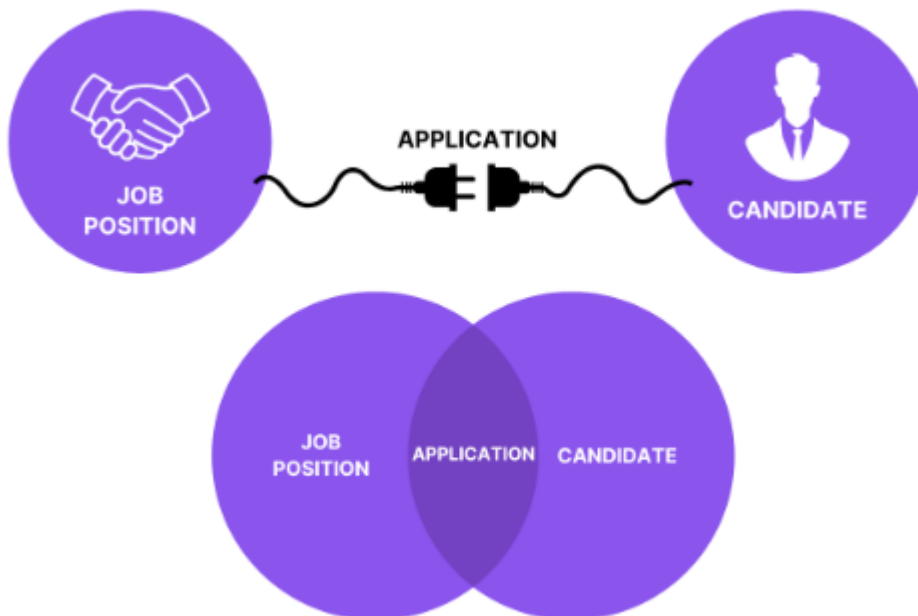 APPLICATION
JOB
POSITION
CANDIDATE
JOB
POSITION
APPLICATION
CANDIDATE